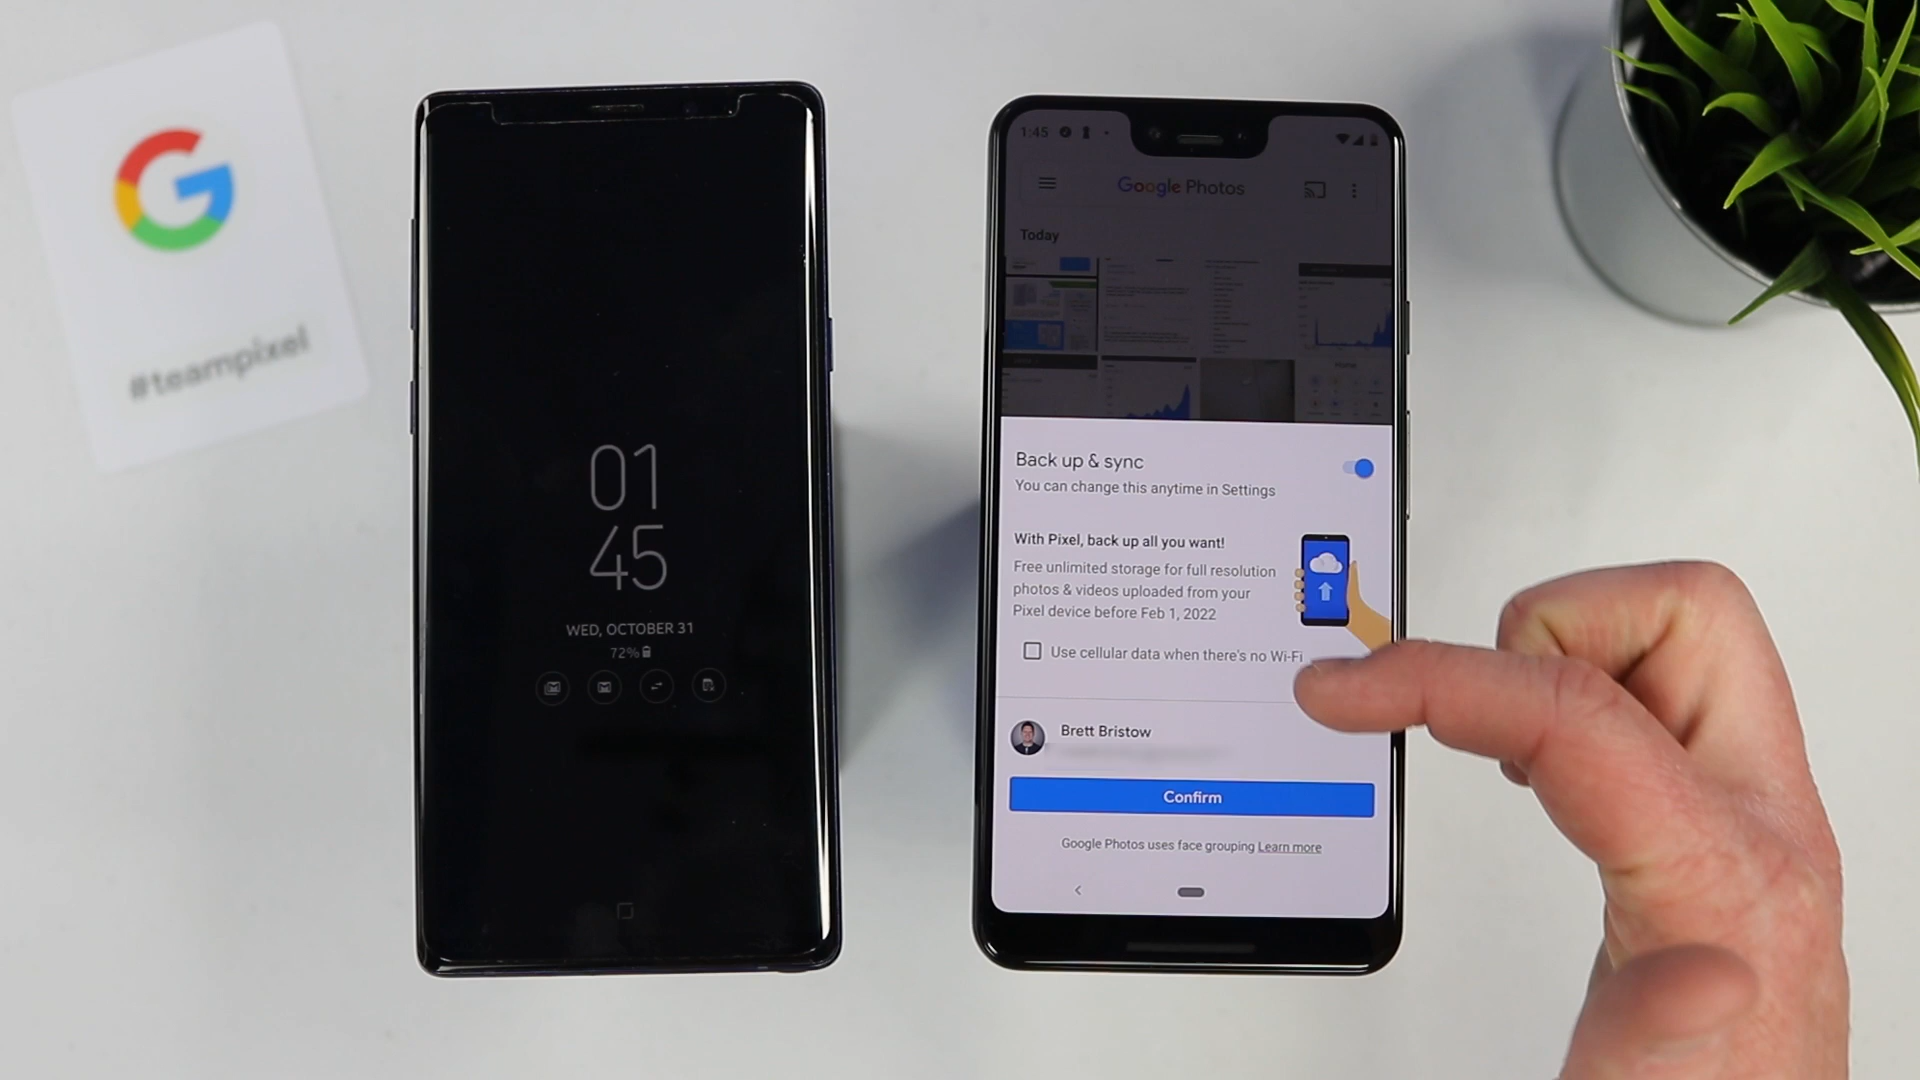 #teampixel
01
45
WED, OCTOBER 31
72%
1:45
Google Photos
Today
Back up & sync
You can change this anytime in Settings
With Pixel, back up all you want!
Free unlimited storage for full resolution
photos & videos uploaded from your
Pixel device before Feb 1, 2022
Use cellular data when there's no Wi-Fi
Brett Bristow
Confirm
Google Photos uses face grouping Learn more